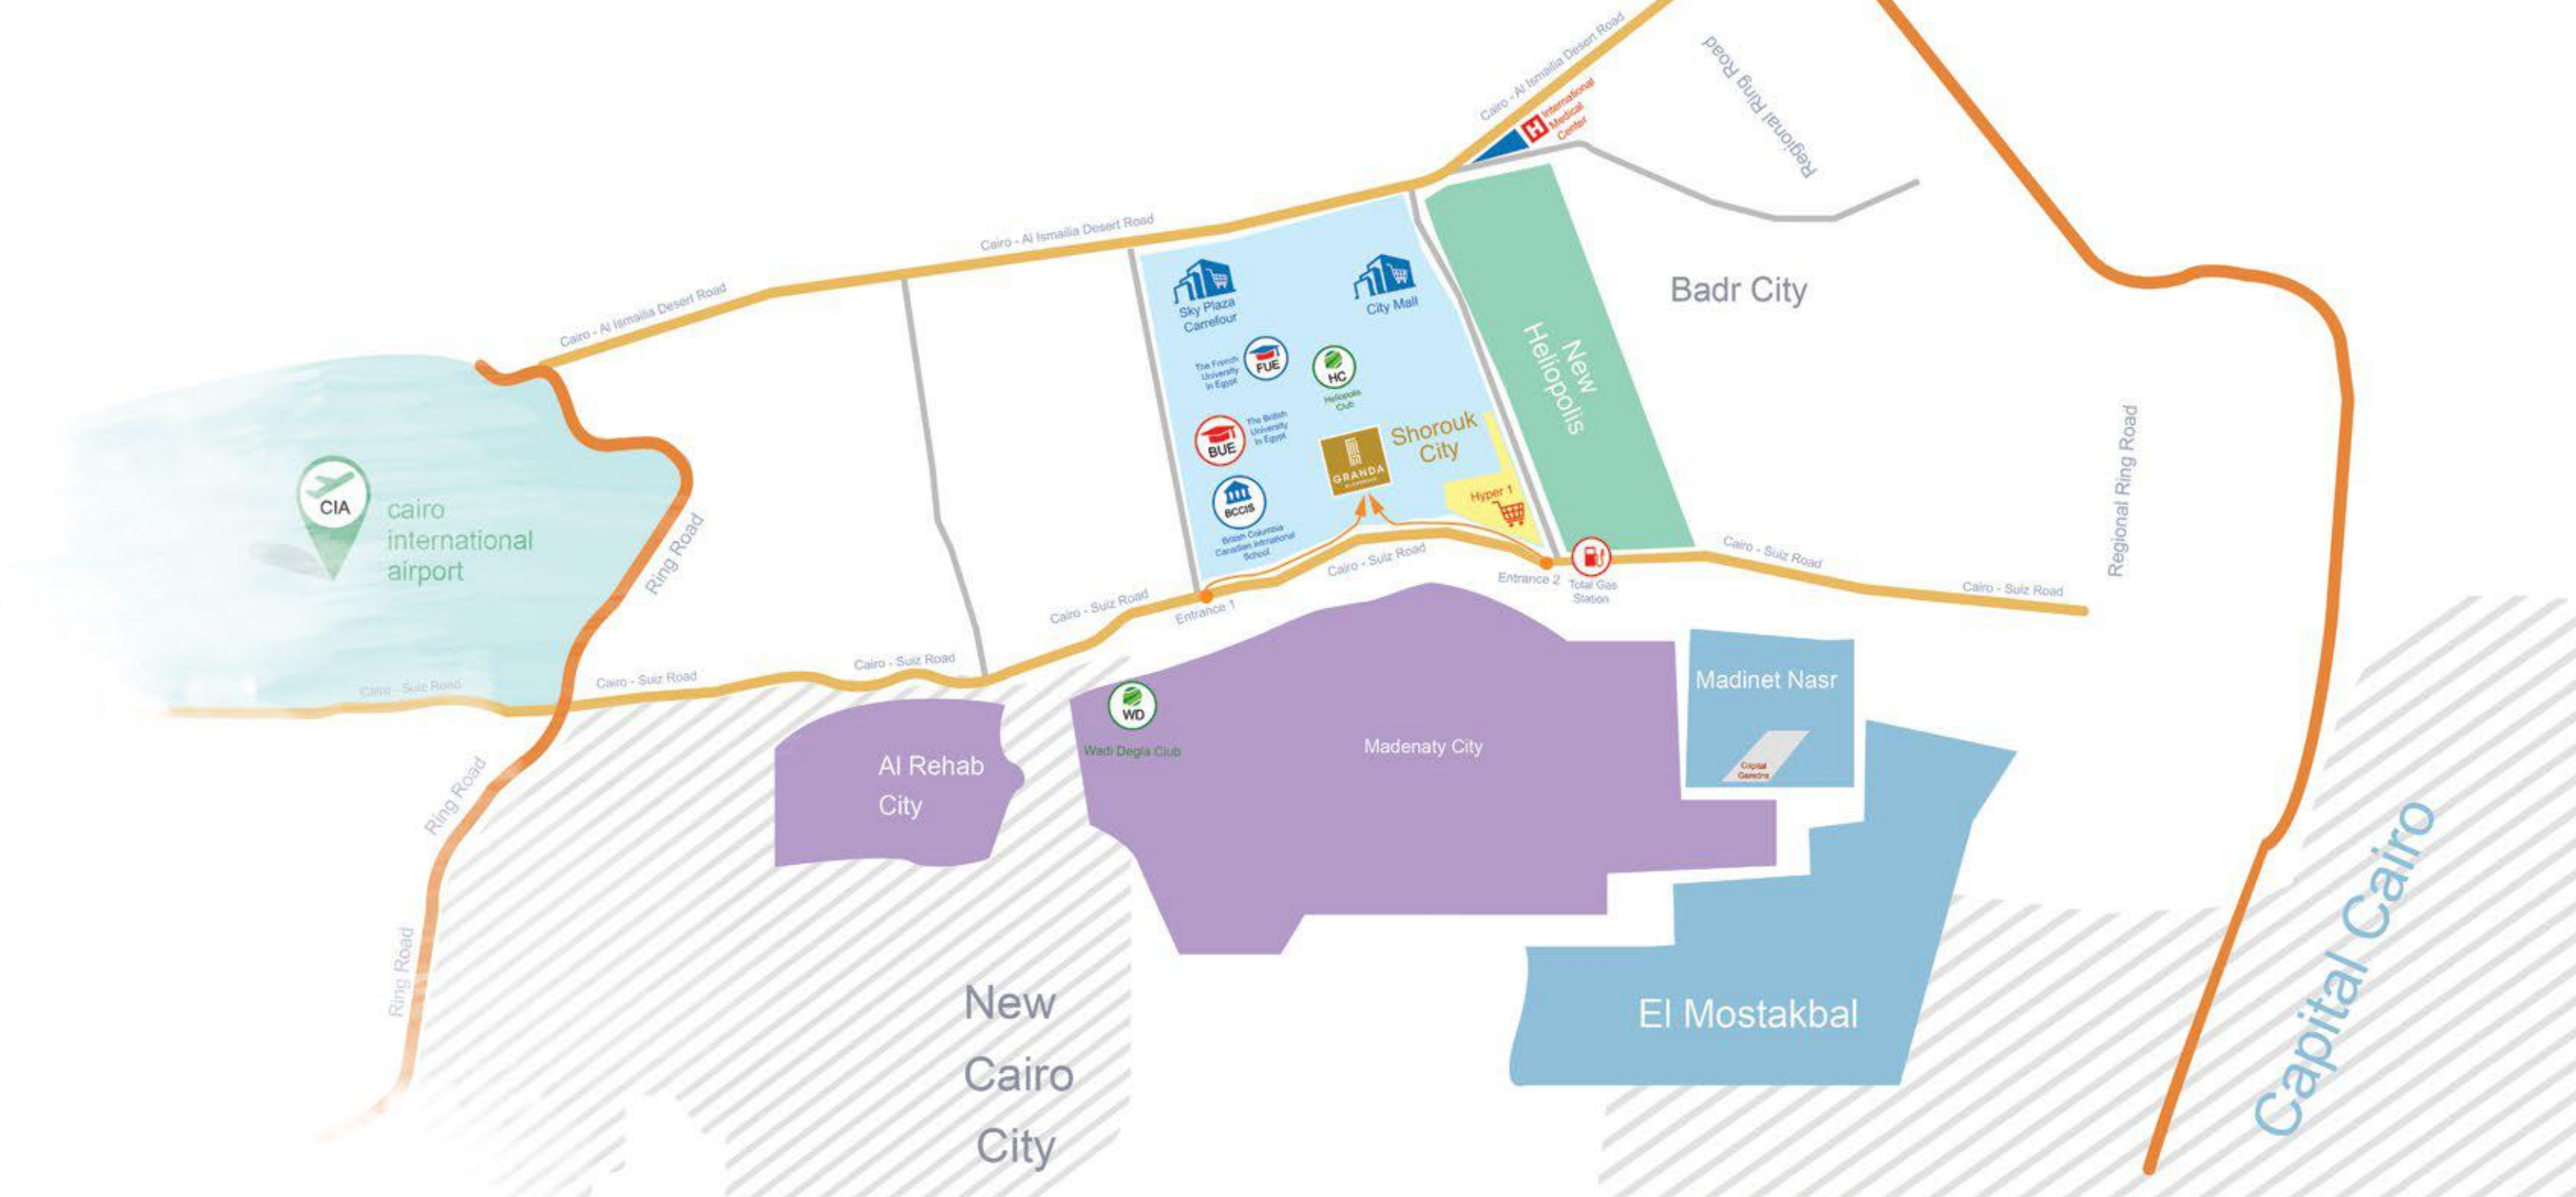 Cairo - Al Ismailia Desert Road
International
Medical
Center
Regional Ring Road
Cairo - Al Ismailia Desert Road
Cairo - Al Ismailia Desert Road
Sky Plaza
Carrefour
City Mall
Badr City
The French
University
In Egypt
FUE
HC
Heliopolis
Club
New
Heliopolis
BUE
The British
University
In Egypt
Shorouk
City
GRANDA
Hyper 1
BCCIS
British Columbia
Canadian International
School
CIA
cairo
international
airport
Ring Road
Regional Ring Road
Cairo - Suiz Road
Cairo - Suiz Road
Cairo - Suiz Road
Cairo - Suiz Road
Entrance 1
Entrance 2
Total Gas
Station
Cairo - Suiz Road
Cairo - Suiz Road
Cairo - Suiz Road
WD
Wadi Degla Club
Madenaty City
Madinet Nasr
Capital
Al Rehab
City
Ring Road
Ring Road
New
Cairo
City
El Mostakbal
Capital Cairo